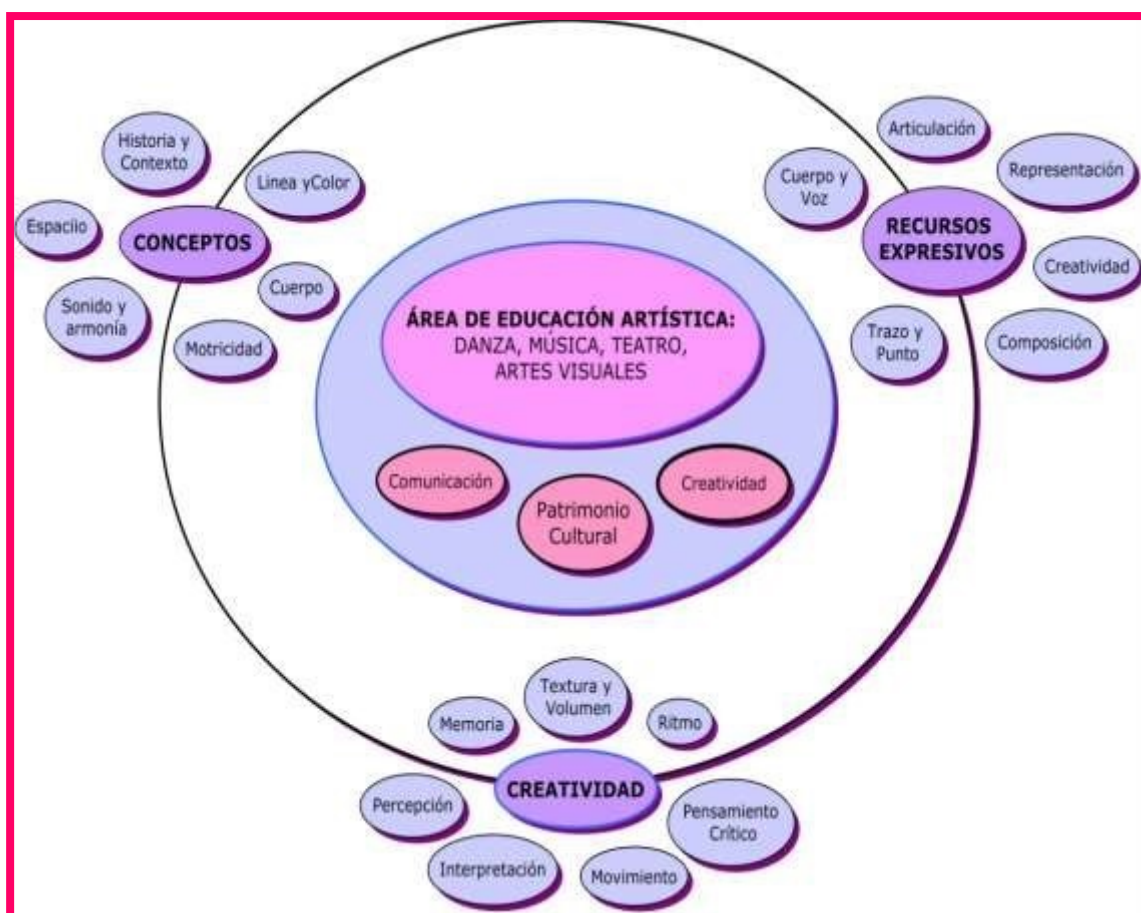 Historia y
Contexto
Linea yColor
Espaciio
CONCEPTOS
Cuerpo
Sonido y
armonía
Motricidad
Articulación
Representación
Cuerpo y
Voz
RECURSOS
EXPRESIVOS
Creatividad
Trazo y
Punto
Composición
ÁREA DE EDUCACIÓN ARTÍSTICA:
DANZA, MÚSICA, TEATRO,
ARTES VISUALES
Comunicación
Patrimonio
Cultural
Creatividad
Textura y
Volumen
Memoria
Ritmo
CREATIVIDAD
Percepción
Pensamiento
Crítico
Interpretación
Movimiento